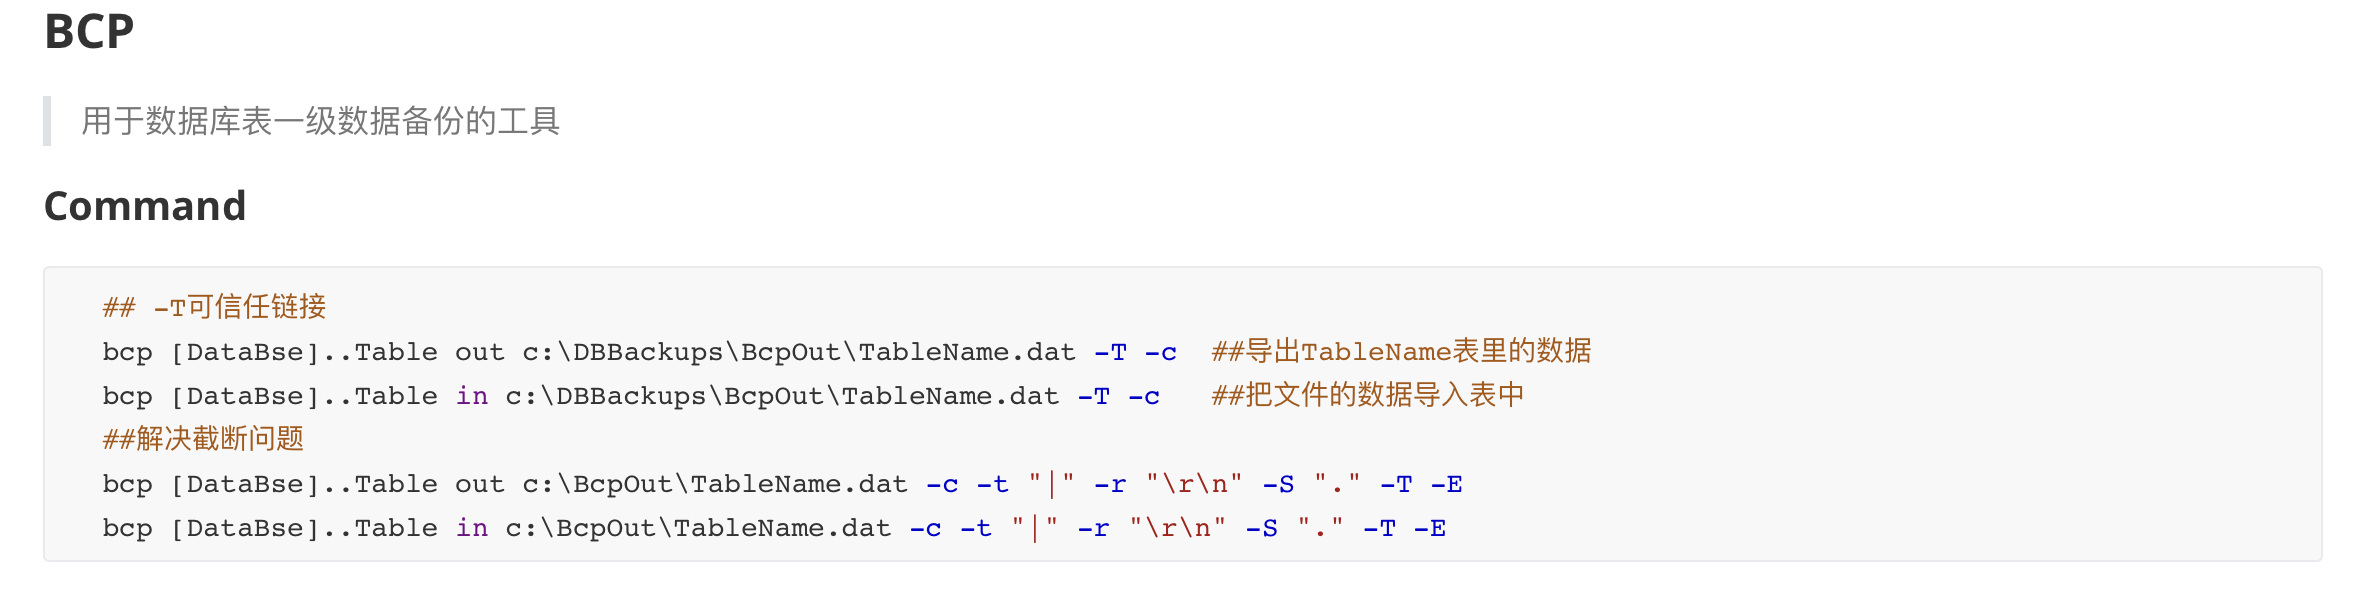 BCP
用于数据库表一级数据备份的工具
Command
## -T可信任链接
bcp [DataBse]..Table out c:\DBBackups\BcpOut\TableName.dat -T -c  ##导出TableName表里的数据
bcp [DataBse]..Table in c:\DBBackups\BcpOut\TableName.dat -T -c   ##把文件的数据导入表中
##解决截断问题
bcp [DataBse]..Table out c:\BcpOut\TableName.dat -c -t "|" -r "\r\n" -S "." -T -E
bcp [DataBse]..Table in c:\BcpOut\TableName.dat -c -t "|" -r "\r\n" -S "." -T -E